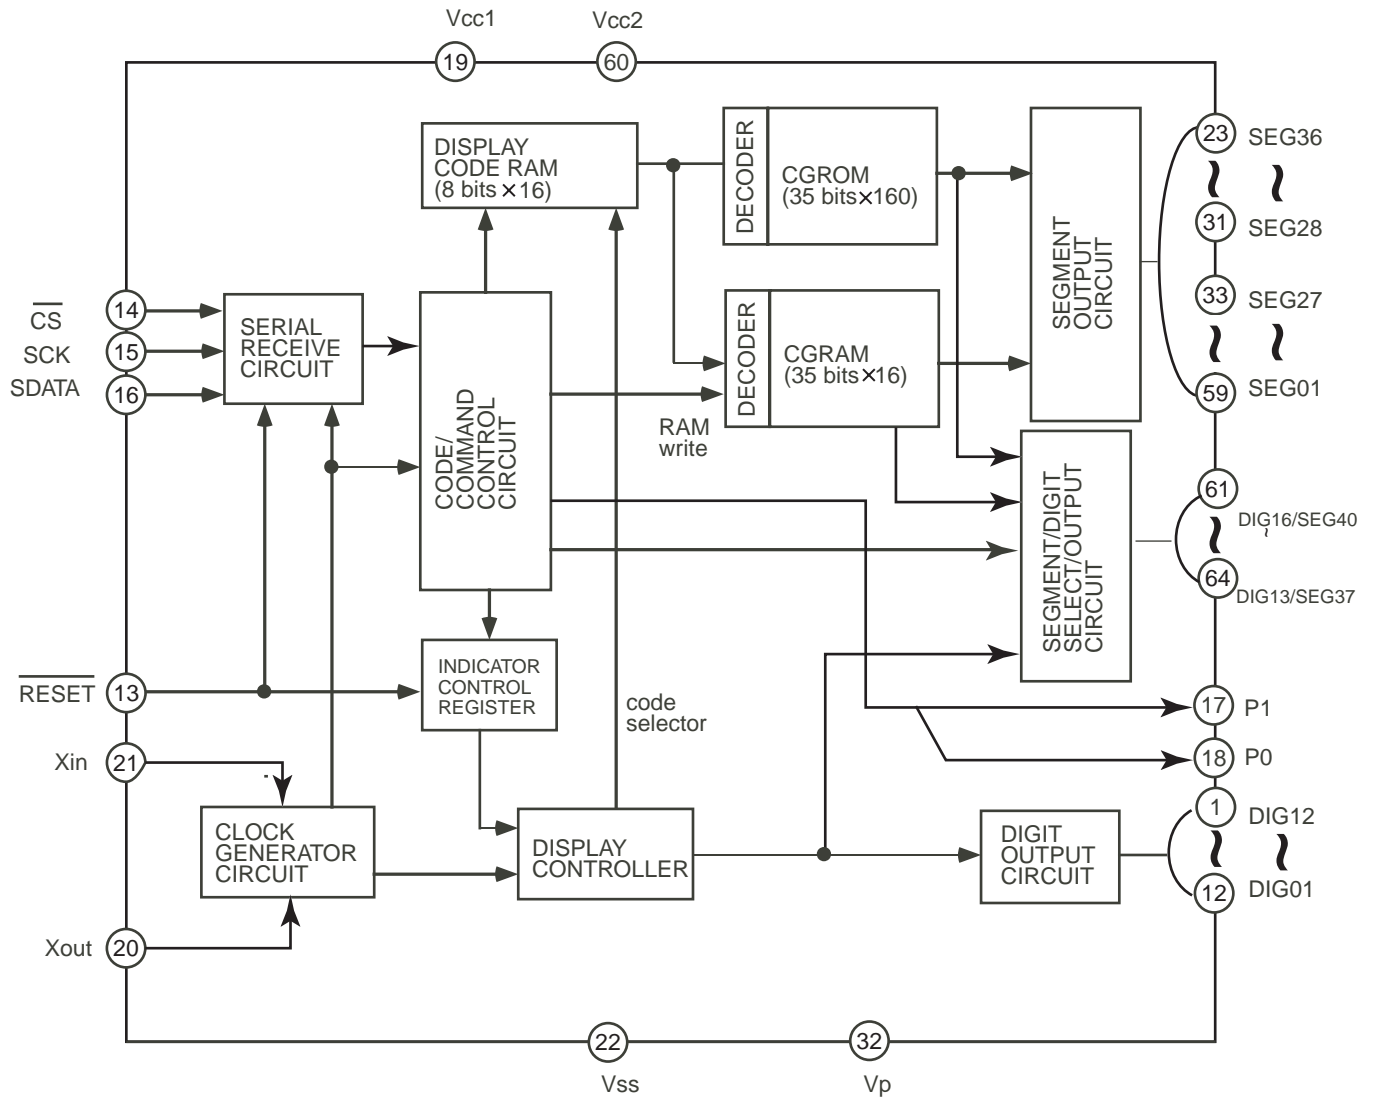 Vcc1
Vcc2
19
60
DISPLAY
CODE RAM
(8 bits×16)
DECODER
CGROM
(35 bits×160)
SEGMENT
OUTPUT
CIRCUIT
23
SEG36
31
SEG28
33
SEG27
59
SEG01
CS
14
SCK
15
SDATA
16
SERIAL
RECEIVE
CIRCUIT
CODE/
COMMAND
CONTROL
CIRCUIT
DECODER
CGRAM
(35 bits×16)
RAM
write
SEGMENT/DIGIT
SELECT/OUTPUT
CIRCUIT
61
DIG16/SEG40
~
64
DIG13/SEG37
RESET
13
INDICATOR
CONTROL
REGISTER
code
selector
17
P1
18
P0
Xin
21
CLOCK
GENERATOR
CIRCUIT
DISPLAY
CONTROLLER
DIGIT
OUTPUT
CIRCUIT
1
DIG12
12
DIG01
Xout
20
22
32
Vss
Vp